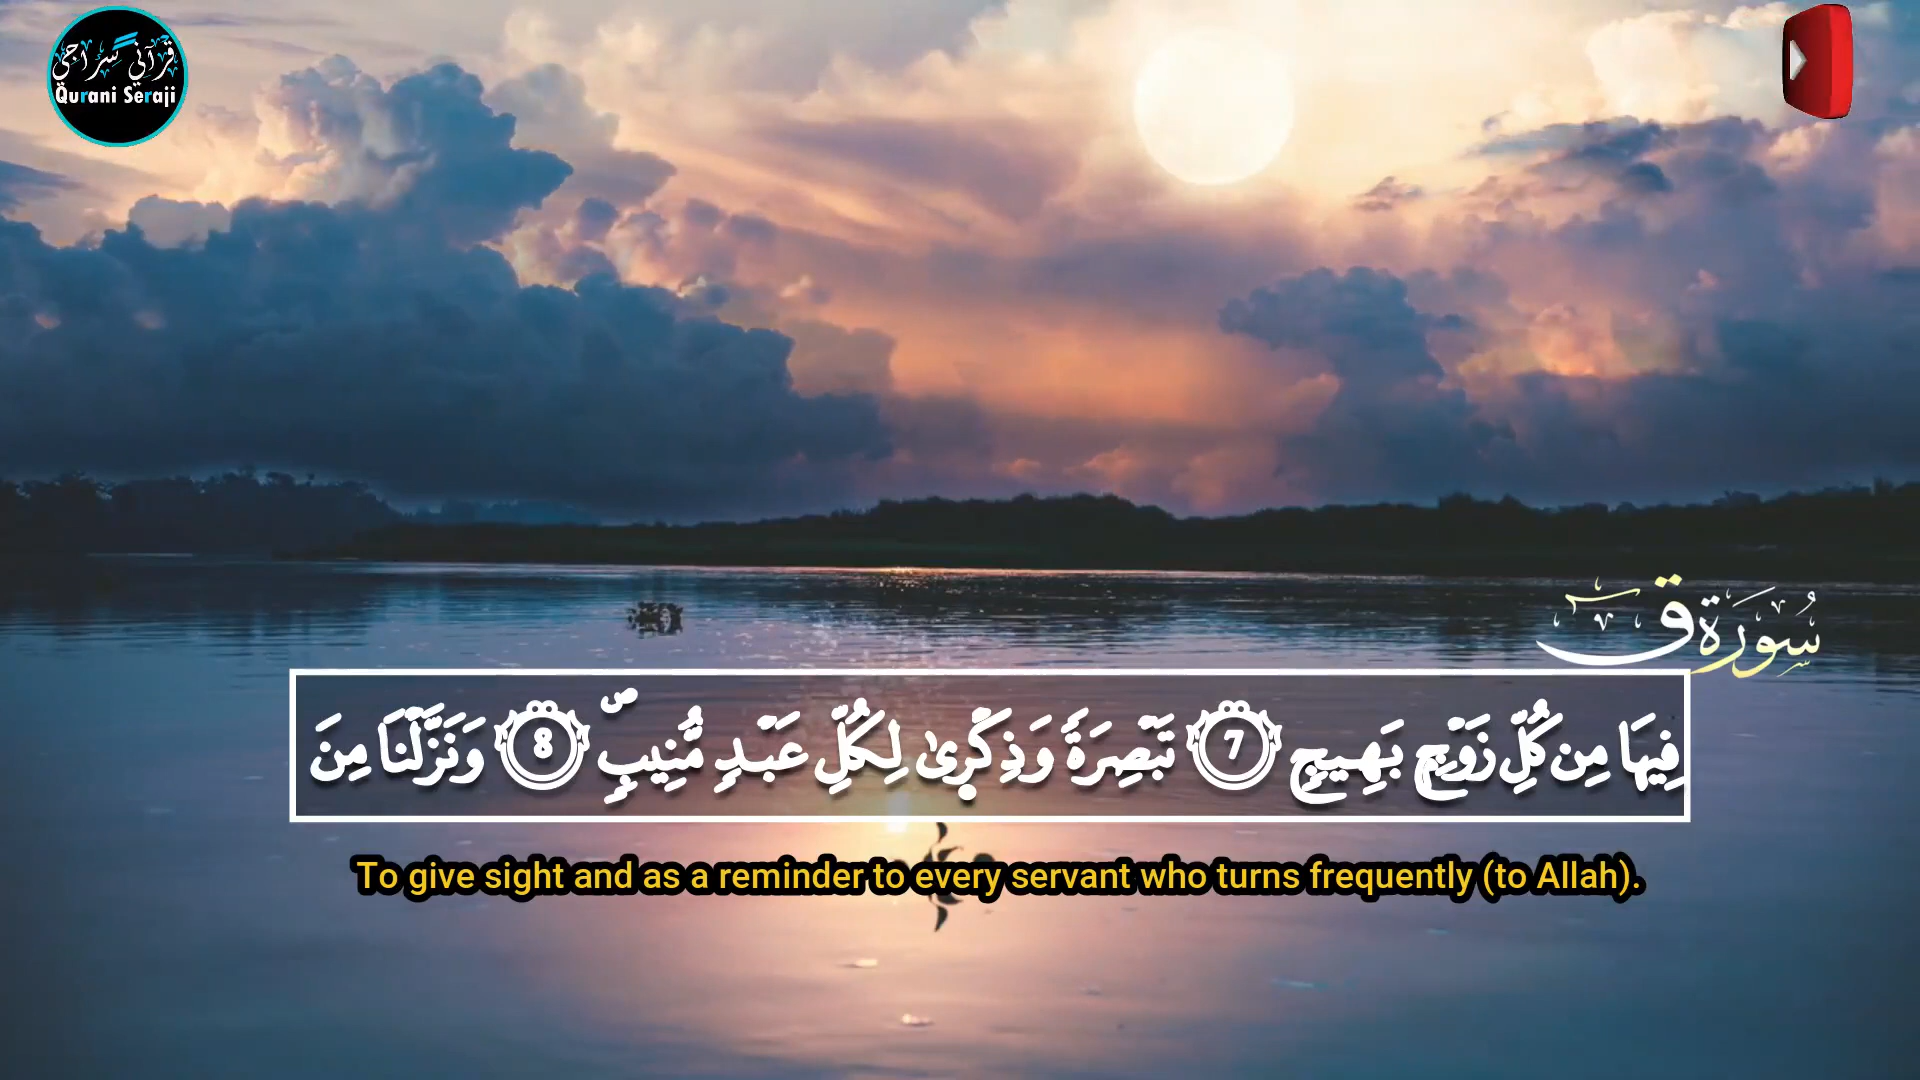 قرآني سراجي
Qurani Seraji
سُورَة ق
فِيهَا مِن كُلِّ زَوْجٍ بَهِيجٍ 7 تَبْصِرَةً وَذِكْرٜىٰ لِكُلِّ عَبْدٍ مُّنِيبٍۖ 8 وَنَزَّلْنَا مِنَ
To give sight and as a reminder to every servant who turns frequently (to Allah).